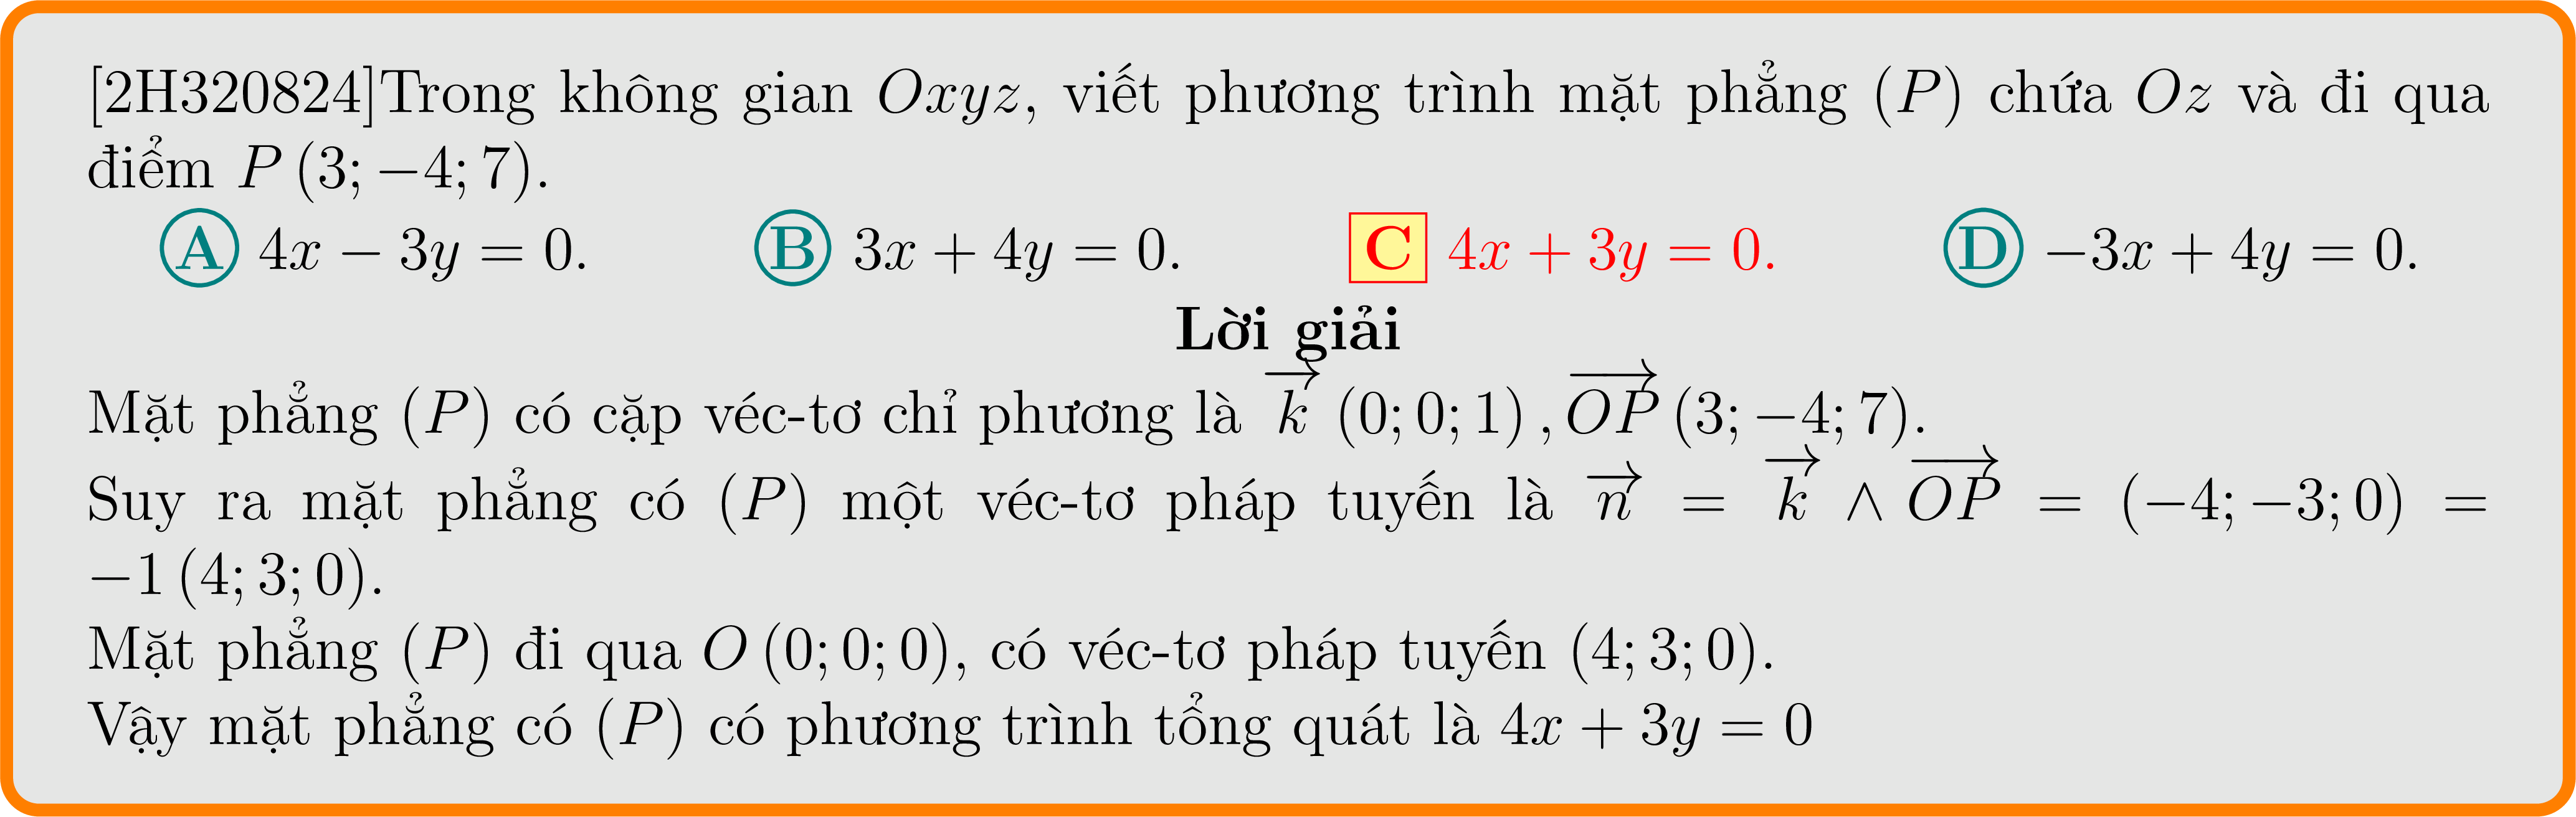 [2H320824]Trong không gian Oxyz, viết phương trình mặt phẳng (P) chứa Oz và đi qua
điểm P (3; −4; 7).
A 4x − 3y = 0. B 3x + 4y = 0. C 4x + 3y = 0. D −3x + 4y = 0.
Lời giải
Mặt phẳng (P) có cặp véc-tơ chỉ phương là \overrightarrow{k} (0; 0; 1) , \overrightarrow{OP} (3; −4; 7).
Suy ra mặt phẳng có (P) một véc-tơ pháp tuyến là \overrightarrow{n} = \overrightarrow{k} ∧ \overrightarrow{OP} = (−4; −3; 0) =
−1 (4; 3; 0).
Mặt phẳng (P) đi qua O (0; 0; 0), có véc-tơ pháp tuyến (4; 3; 0).
Vậy mặt phẳng có (P) có phương trình tổng quát là 4x + 3y = 0